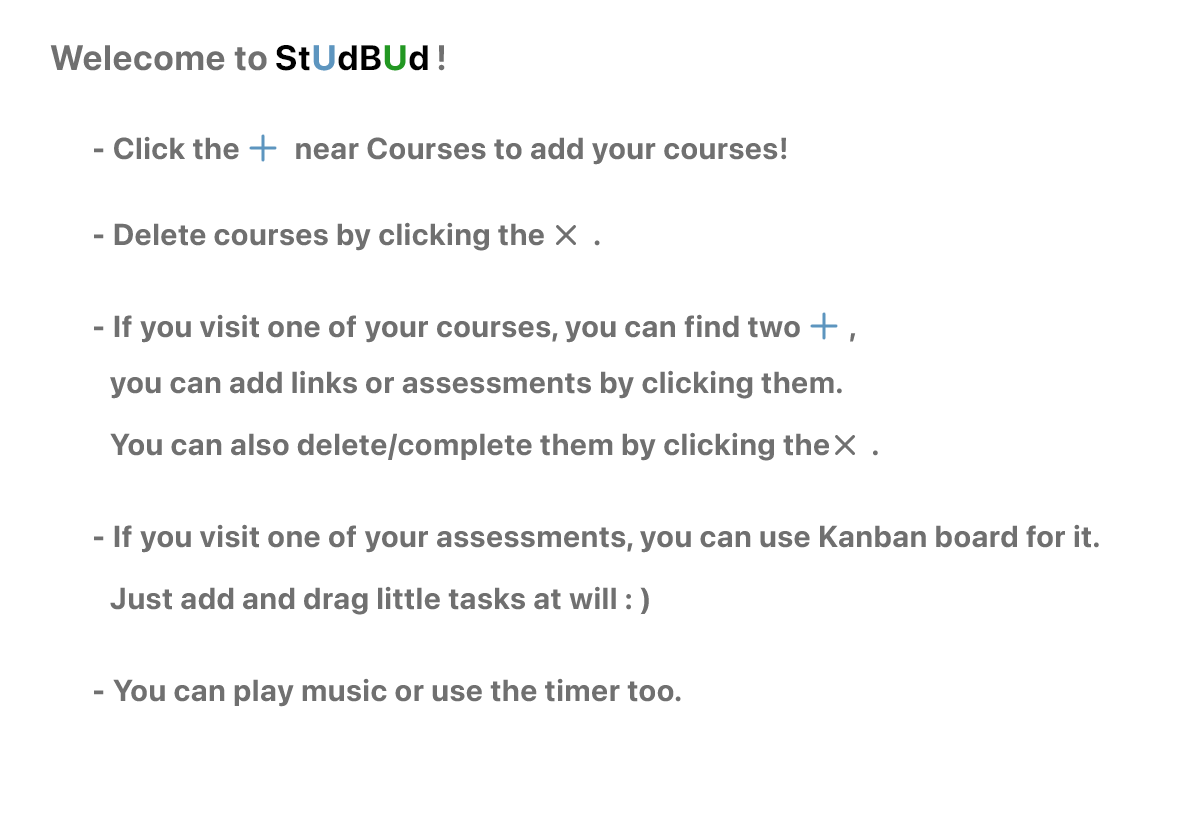 Welecome to StUdBUd !
- Click the + near Courses to add your courses!
- Delete courses by clicking the × .
- If you visit one of your courses, you can find two + ,
you can add links or assessments by clicking them.
You can also delete/complete them by clicking the× .
- If you visit one of your assessments, you can use Kanban board for it.
Just add and drag little tasks at will : )
- You can play music or use the timer too.